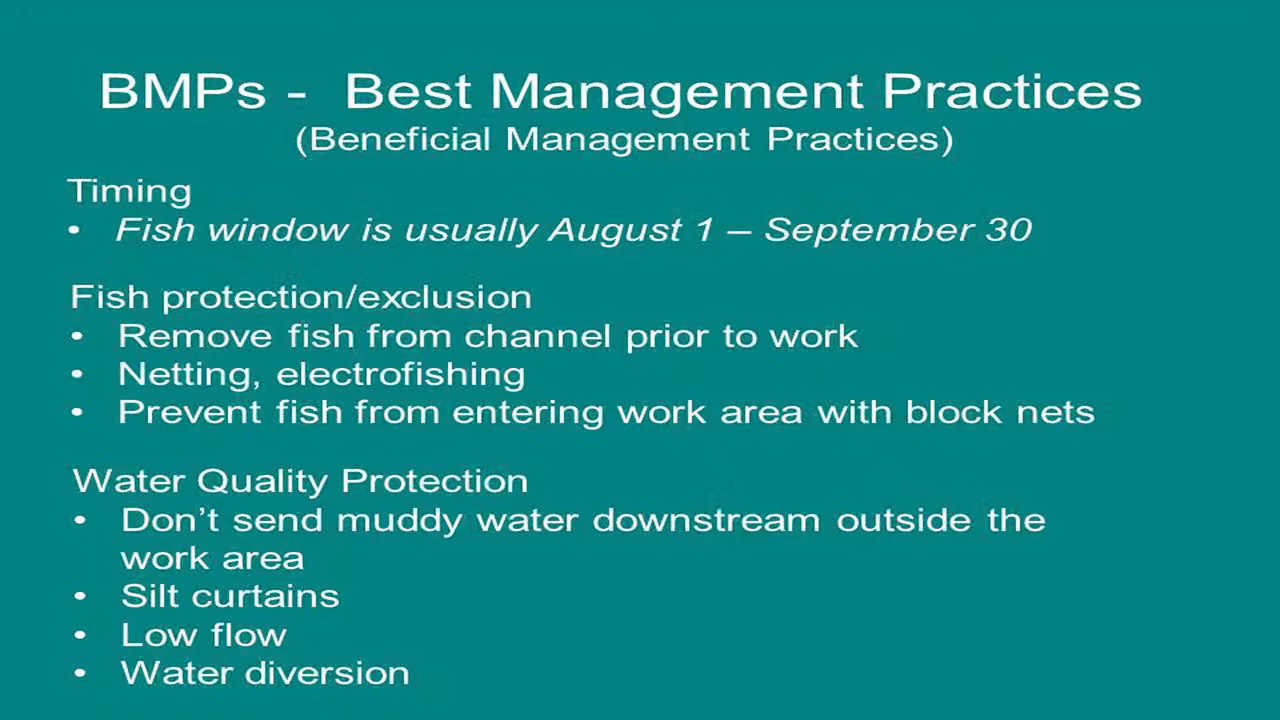 BMPs -  Best Management Practices
(Beneficial Management Practices)
Timing
• Fish window is usually August 1 – September 30
Fish protection/exclusion
• Remove fish from channel prior to work
• Netting, electrofishing
• Prevent fish from entering work area with block nets
Water Quality Protection
• Don’t send muddy water downstream outside the
work area
• Silt curtains
• Low flow
• Water diversion